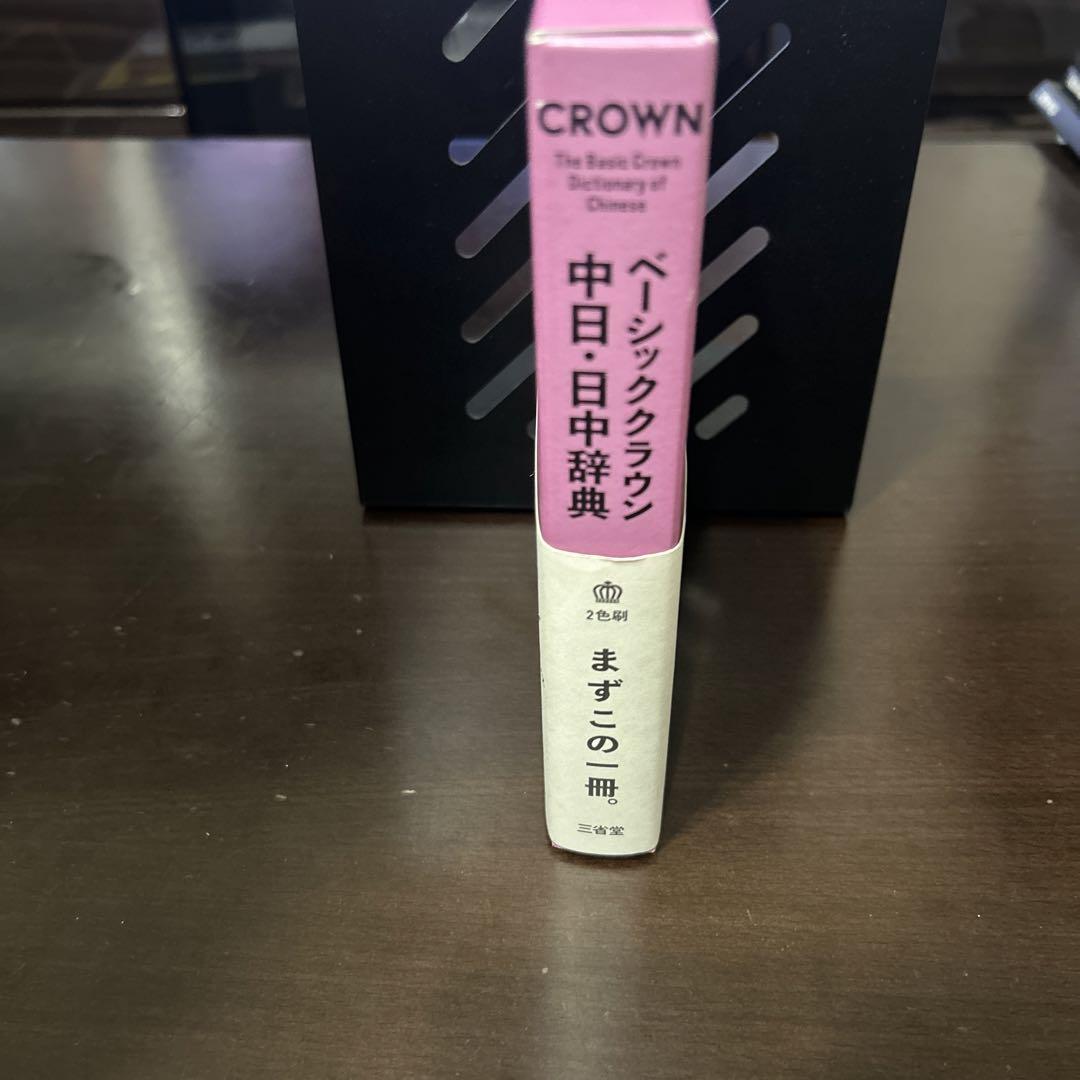 CROWN
The Basic Crown
Dictionary of
Chinese
ベーシッククラウン
中日・日中辞典
2色刷
まずこの一冊。
三省堂